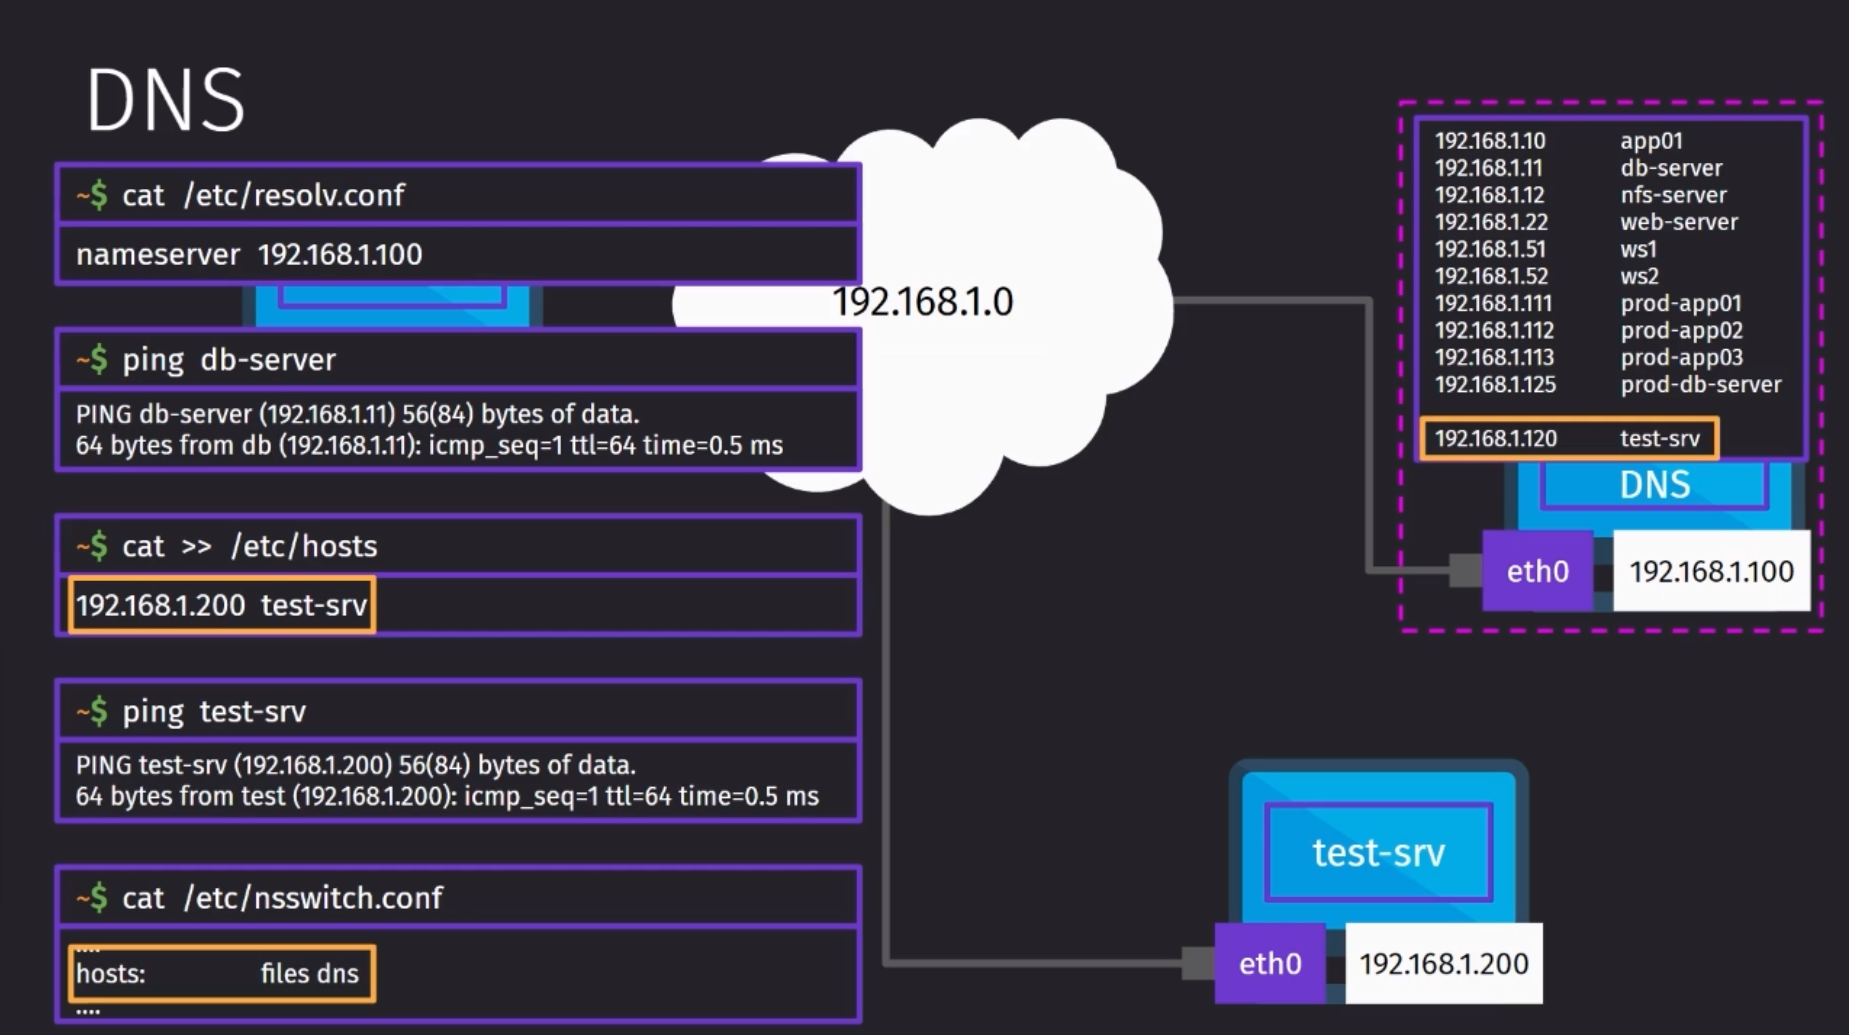 DNS
~$ cat /etc/resolv.conf
nameserver 192.168.1.100
~$ ping db-server
PING db-server (192.168.1.11) 56(84) bytes of data.
64 bytes from db (192.168.1.11): icmp_seq=1 ttl=64 time=0.5 ms
~$ cat >> /etc/hosts
192.168.1.200 test-srv
~$ ping test-srv
PING test-srv (192.168.1.200) 56(84) bytes of data.
64 bytes from test (192.168.1.200): icmp_seq=1 ttl=64 time=0.5 ms
~$ cat /etc/nsswitch.conf
....
hosts: files dns
....
192.168.1.0
192.168.1.10 app01
192.168.1.11 db-server
192.168.1.12 nfs-server
192.168.1.22 web-server
192.168.1.51 ws1
192.168.1.52 ws2
192.168.1.111 prod-app01
192.168.1.112 prod-app02
192.168.1.113 prod-app03
192.168.1.125 prod-db-server
192.168.1.120 test-srv
DNS
eth0 192.168.1.100
test-srv
eth0 192.168.1.200